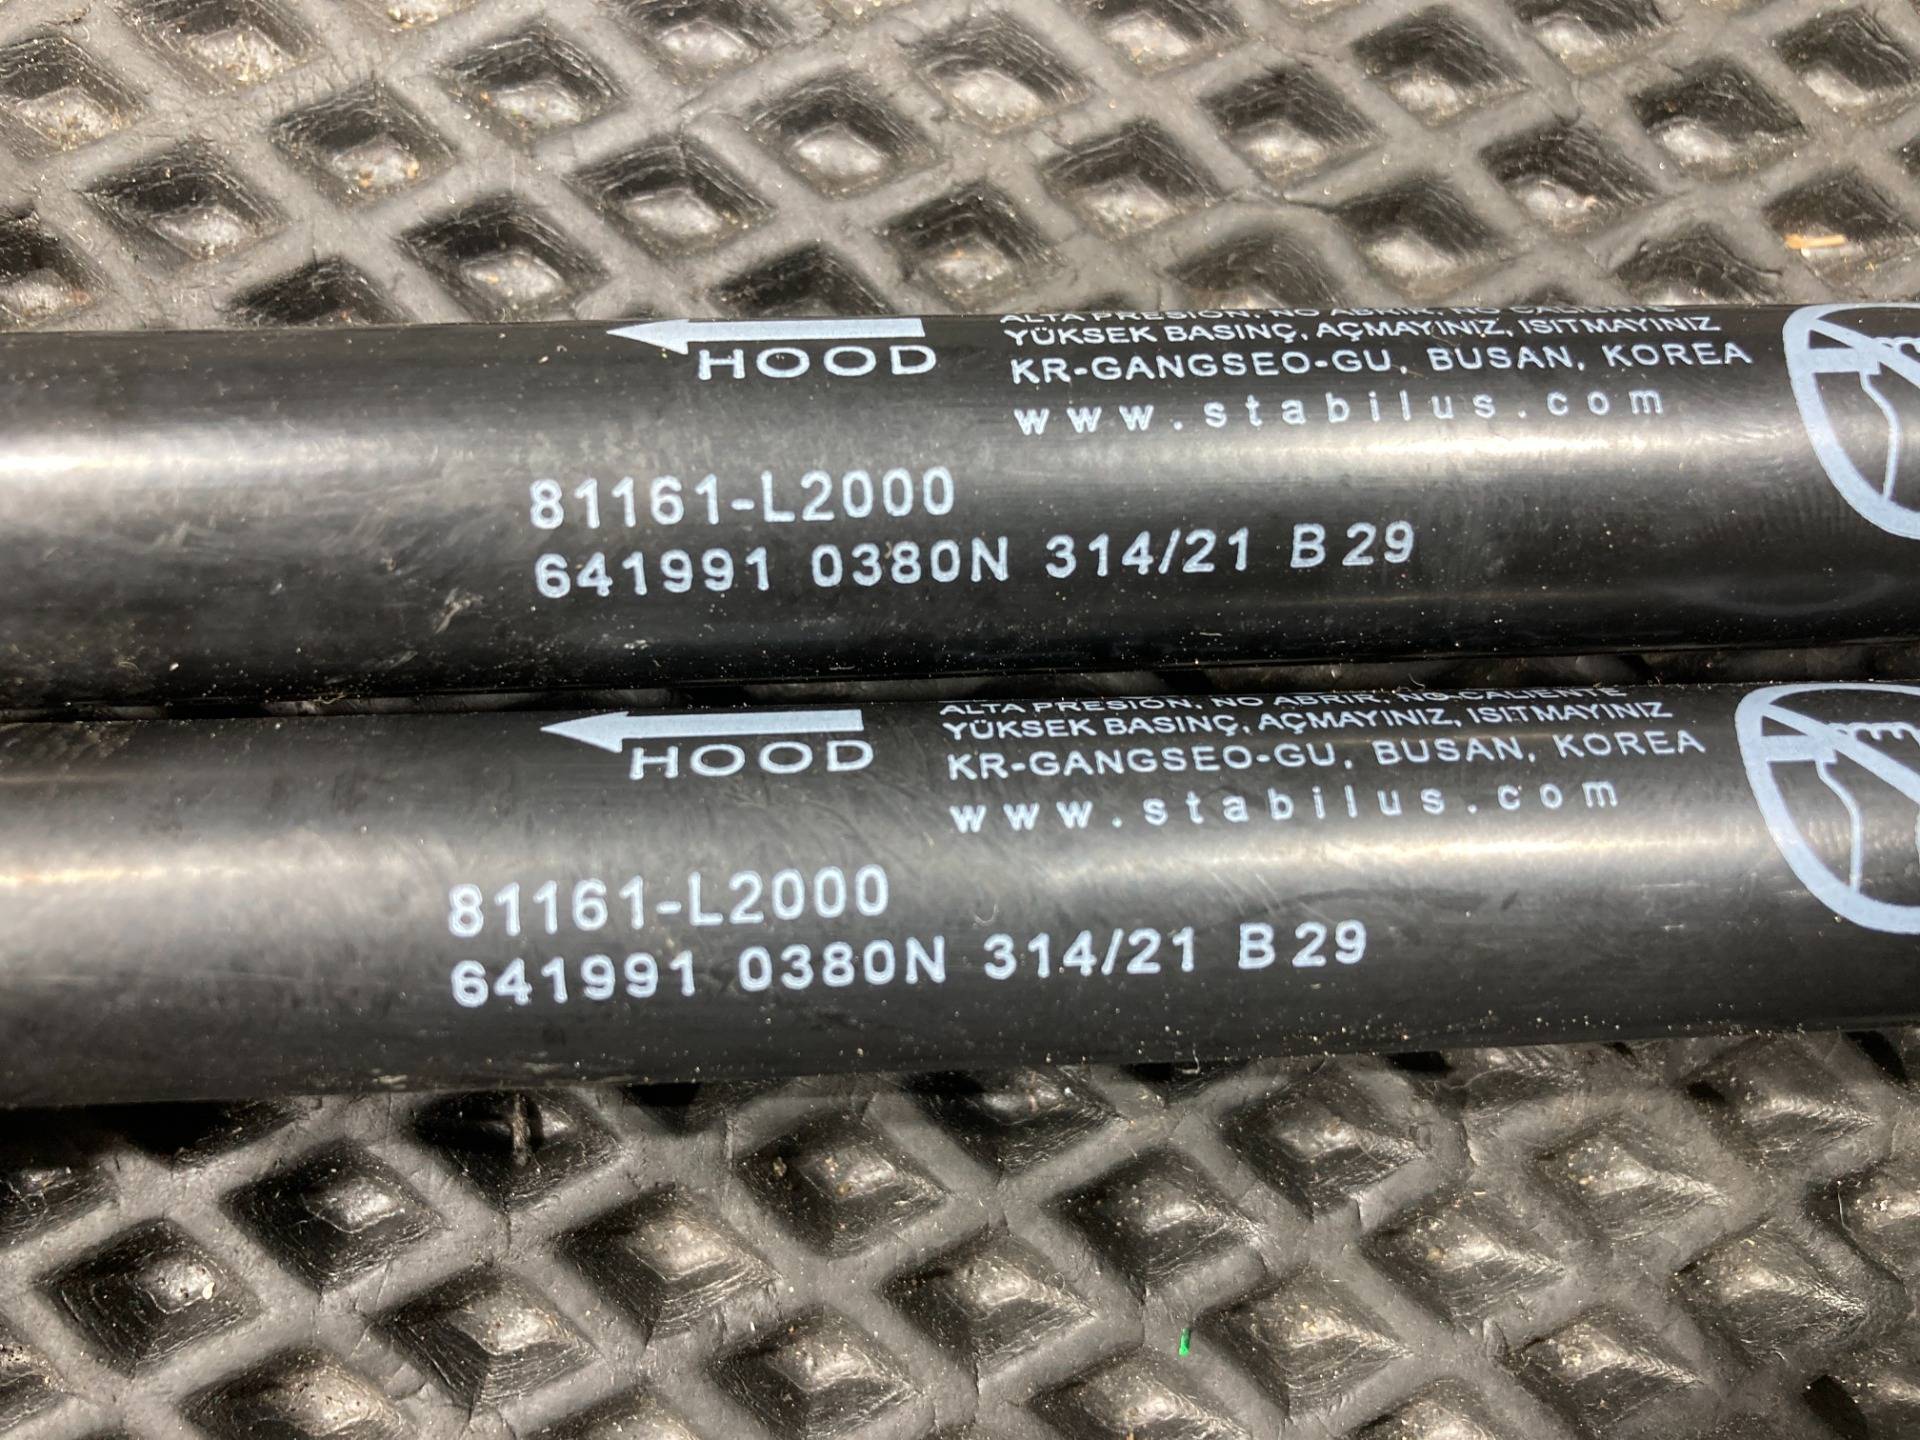 ALTA PRESIÓN, NO ABRIR, NO CALIENTE
YÜKSEK BASINÇ, AÇMAYINIZ, ISITMAYINIZ
HOOD
KR-GANGSEO-GU, BUSAN, KOREA
www.stabilus.com
81161-L2000
641991 0380N 314/21 B 29
ALTA PRESIÓN, NO ABRIR, NO CALIENTE
YÜKSEK BASINÇ, AÇMAYINIZ, ISITMAYINIZ
HOOD
KR-GANGSEO-GU, BUSAN, KOREA
www.stabilus.com
81161-L2000
641991 0380N 314/21 B 29